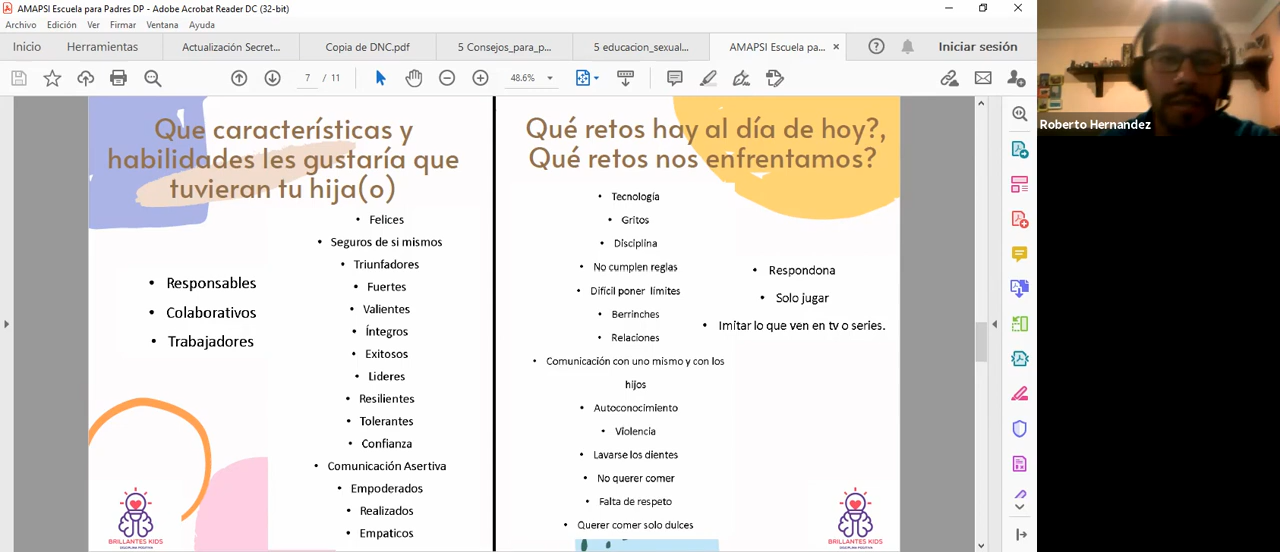 AMAPSI Escuela para Padres DP - Adobe Acrobat Reader DC (32-bit)
Archivo Edición Ver Firmar Ventana Ayuda
Inicio Herramientas Actualización Secret... Copia de DNC.pdf 5 Consejos_para_p... 5 educacion_sexual... AMAPSI Escuela pa... × Iniciar sesión
7 / 11 48.6%
Roberto Hernandez
Que características y
habilidades les gustaría que
tuvieran tu hija(o)
• Responsables
• Colaborativos
• Trabajadores
• Felices
• Seguros de si mismos
• Triunfadores
• Fuertes
• Valientes
• Íntegros
• Exitosos
• Lideres
• Resilientes
• Tolerantes
• Confianza
• Comunicación Asertiva
• Empoderados
• Realizados
• Empaticos
BRILLANTES KIDS
DISCIPLINA POSITIVA
Qué retos hay al día de hoy?,
Qué retos nos enfrentamos?
• Tecnología
• Gritos
• Disciplina
• No cumplen reglas
• Difícil poner límites
• Berrinches
• Relaciones
• Comunicación con uno mismo y con los
hijos
• Autoconocimiento
• Violencia
• Lavarse los dientes
• No querer comer
• Falta de respeto
• Querer comer solo dulces
• Respondona
• Solo jugar
• Imitar lo que ven en tv o series.
BRILLANTES KIDS
DISCIPLINA POSITIVA